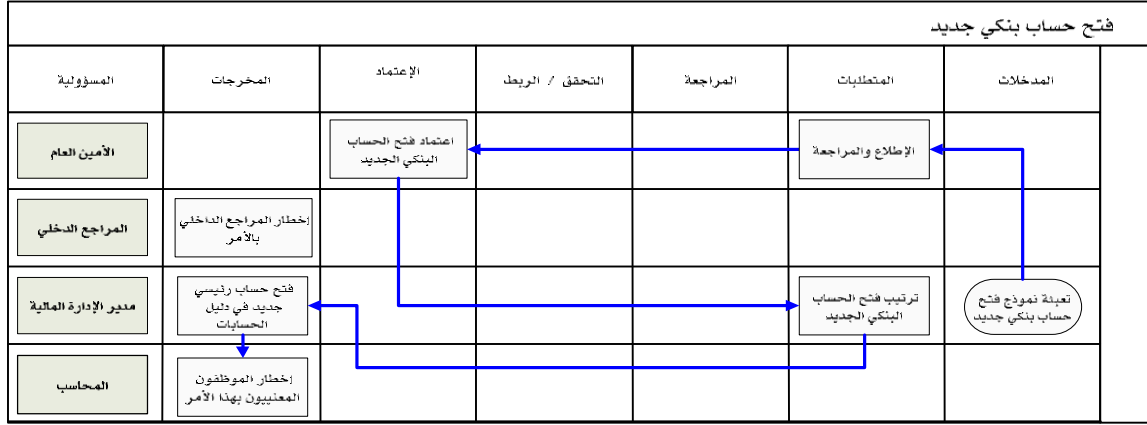 فتح حساب بنكي جديد
المدخلات
المتطلبات
المراجعة
التحقق / الربط
الإعتماد
المخرجات
المسؤولية
الإطلاع والمراجعة
اعتماد فتح الحساب
البنكي الجديد
الأمين العام
إخطار المراجع الداخلي
بالأمر
المراجع الدخلي
تعبئة نموذج فتح
حساب بنكي جديد
ترتيب فتح الحساب
البنكي الجديد
فتح حساب رئيسي
جديد في دليل
الحسابات
مدير الإدارة المالية
إخطار الموظفون
المعنييون بهذا الأمر
المحاسب